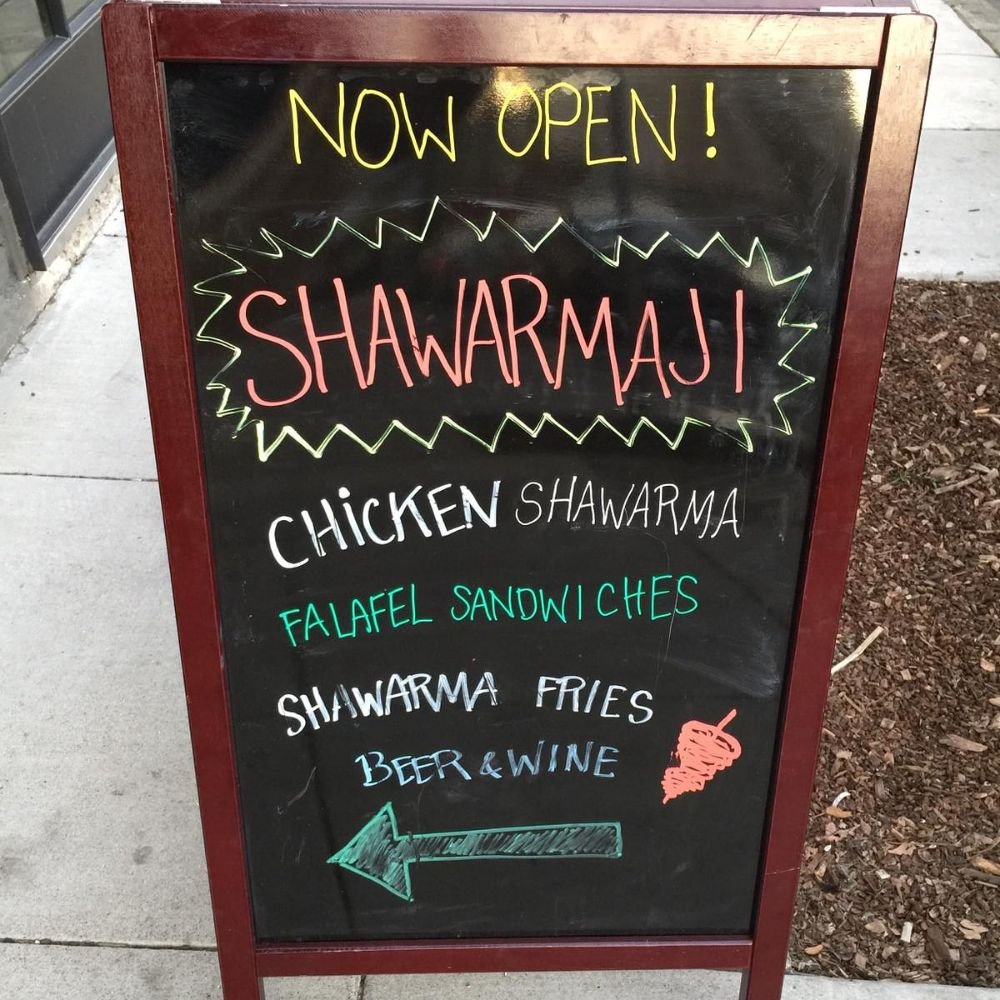 NOW OPEN!
SHAWARMAJI
CHiCKEN SHAWARMA
FALAFEL SANDWICHES
SHAWARMA FRIES
BEER & WINE